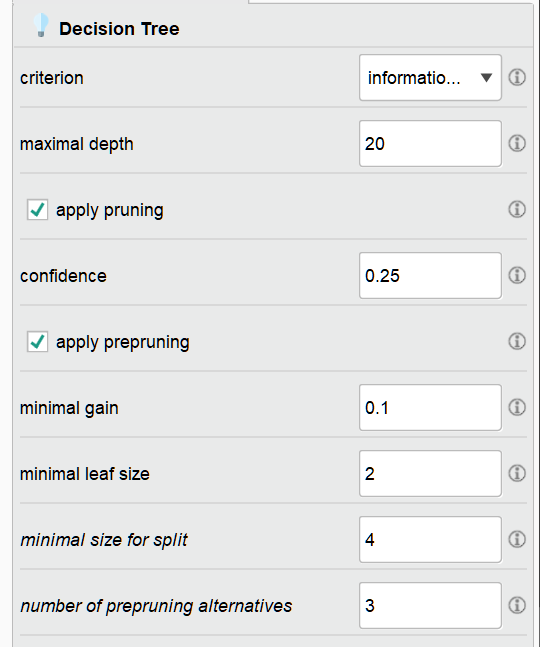 Decision Tree
criterion informatio...
maximal depth 20
apply pruning
confidence 0.25
apply prepruning
minimal gain 0.1
minimal leaf size 2
minimal size for split 4
number of prepruning alternatives 3